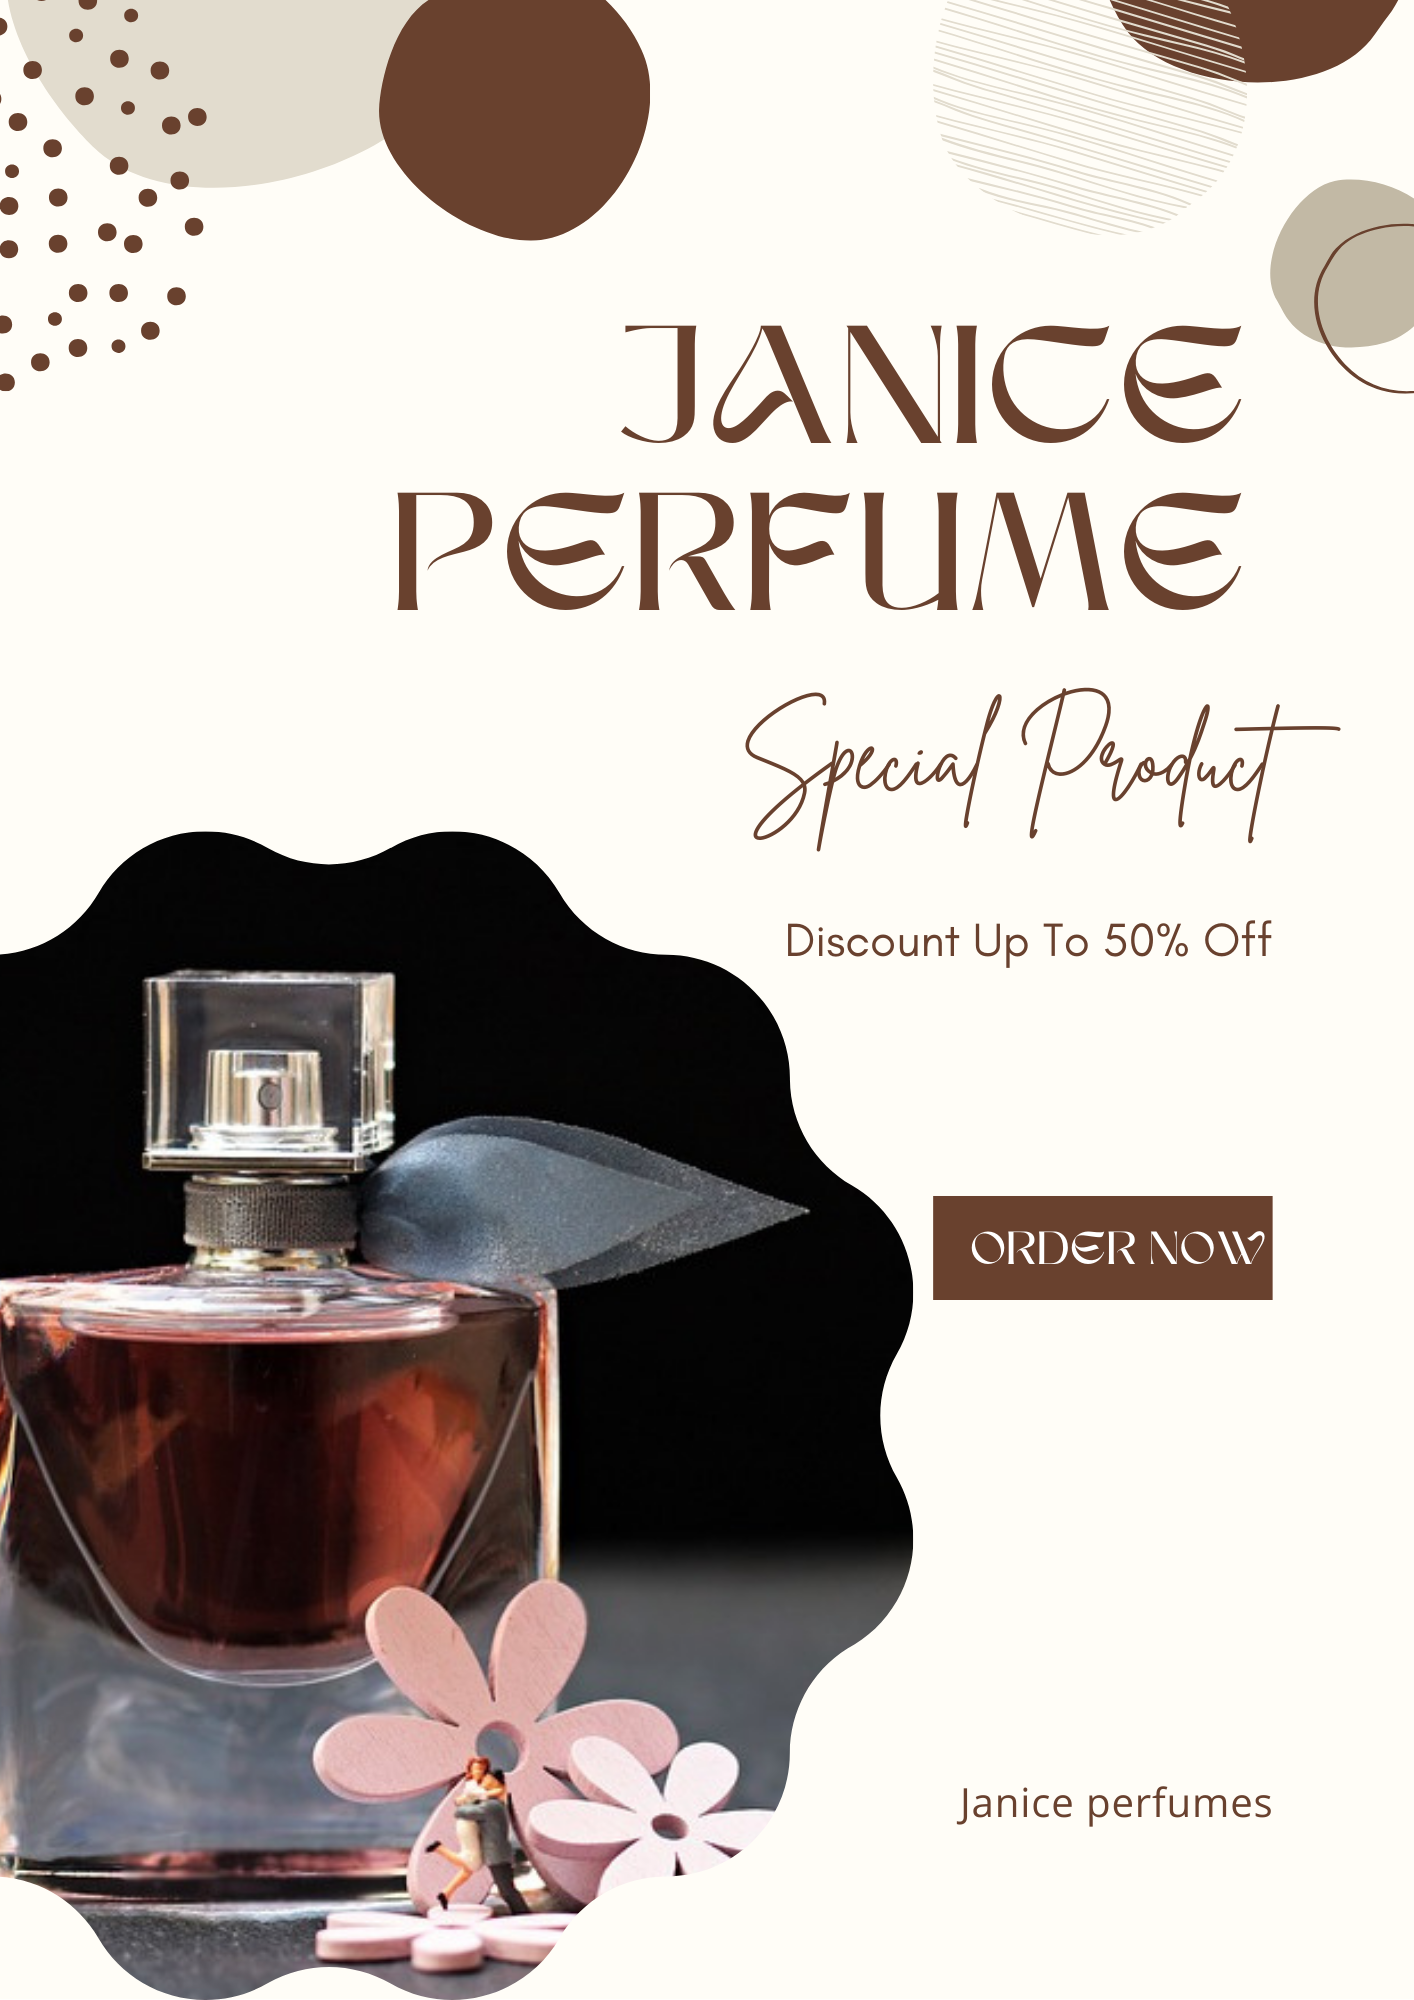 JANICE
PERFUME
Special Product
Discount Up To 50% Off
ORDER NOW
Janice perfumes